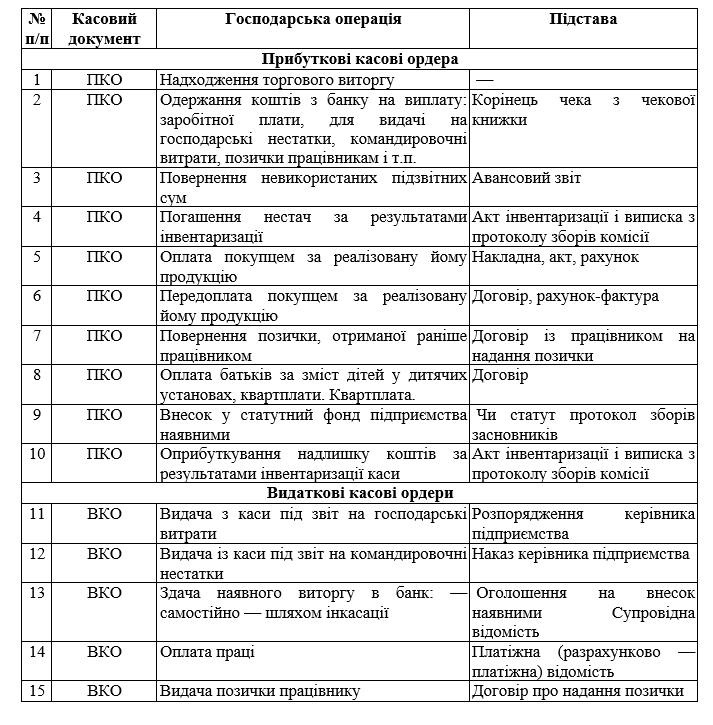 № п/п Касовий документ Господарська операція Підстава
Прибуткові касові ордера
1 ПКО Надходження торгового виторгу —
2 ПКО Одержання коштів з банку на виплату: Корінець чека з чекової
заробітної плати, для видачі на книжки
господарські нестатки, командировочні
витрати, позички працівникам і т.п.
3 ПКО Повернення невикористаних підзвітних Авансовий звіт
сум
4 ПКО Погашення нестач за результатами Акт інвентаризації і виписка з
інвентаризації протоколу зборів комісії
5 ПКО Оплата покупцем за реалізовану йому Накладна, акт, рахунок
продукцію
6 ПКО Передоплата покупцем за реалізовану Договір, рахунок-фактура
йому продукцію
7 ПКО Повернення позички, отриманої раніше Договір із працівником на
працівником надання позички
8 ПКО Оплата батьків за зміст дітей у дитячих Договір
установах, квартплати. Квартплата.
9 ПКО Внесок у статутний фонд підприємства Чи статут протокол зборів
наявними засновників
10 ПКО Оприбуткування надлишку коштів за Акт інвентаризації і виписка з
результатами інвентаризації каси протоколу зборів комісії
Видаткові касові ордери
11 ВКО Видача з каси під звіт на господарські Розпорядження керівника
витрати підприємства
12 ВКО Видача із каси під звіт на командировочні Наказ керівника підприємства
нестатки
13 ВКО Здача наявного виторгу в банк: — Оголошення на внесок
самостійно — шляхом інкасації наявними Супровідна
відомість
14 ВКО Оплата праці Платіжна (разрахунково —
платіжна) відомість
15 ВКО Видача позички працівнику Договір про надання позички